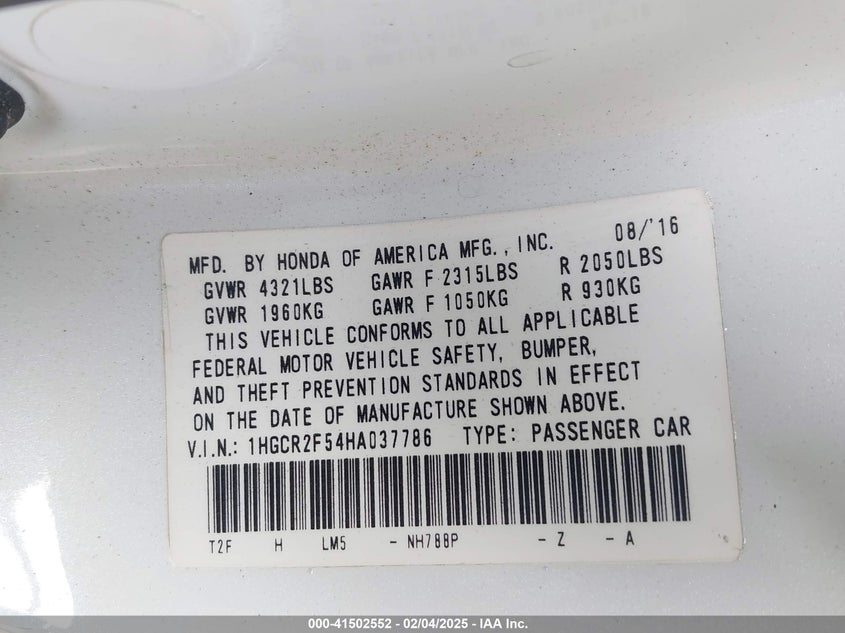 MFD. BY HONDA OF AMERICA MFG., INC. 08/'16
GVWR 4321LBS GAWR F 2315LBS R 2050LBS
GVWR 1960KG GAWR F 1050KG R 930KG
THIS VEHICLE CONFORMS TO ALL APPLICABLE
FEDERAL MOTOR VEHICLE SAFETY, BUMPER,
AND THEFT PREVENTION STANDARDS IN EFFECT
ON THE DATE OF MANUFACTURE SHOWN ABOVE.
V.I.N.: 1HGCR2F54HA037786 TYPE: PASSENGER CAR
T2F H LM5 - NH788P - Z - A
000-41502552 - 02/04/2025 - IAA Inc.